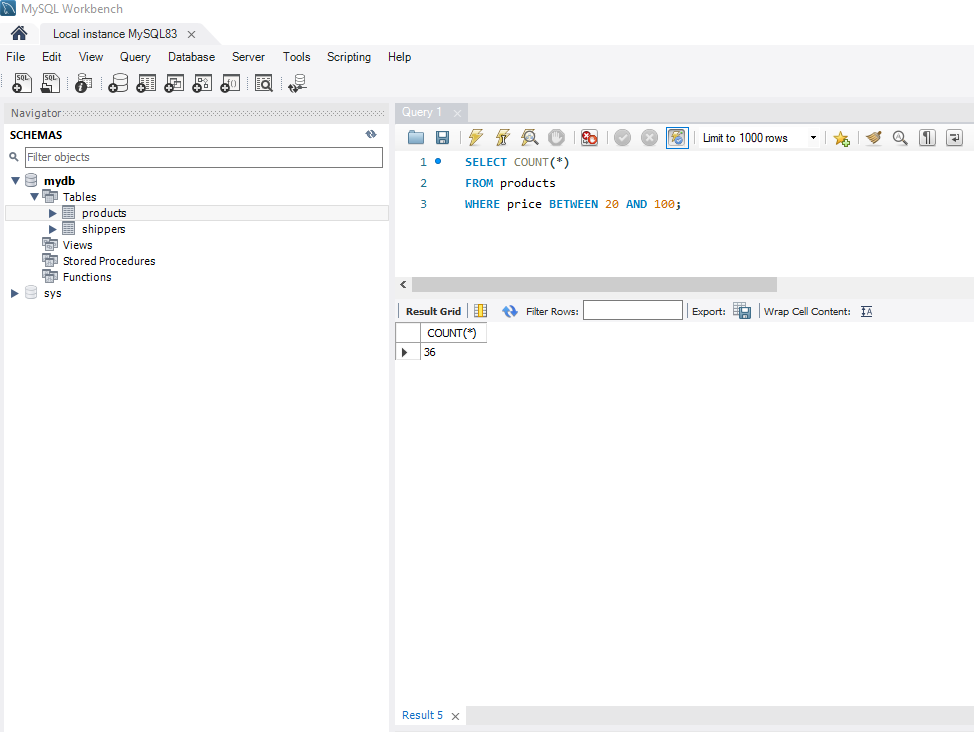 MySQL Workbench
Local instance MySQL83
File Edit View Query Database Server Tools Scripting Help
SQL SQL
Navigator
SCHEMAS
Filter objects
mydb
Tables
products
shippers
Views
Stored Procedures
Functions
sys
Query 1
Limit to 1000 rows
1 SELECT COUNT(*)
2 FROM products
3 WHERE price BETWEEN 20 AND 100;
Result Grid Filter Rows: Export: Wrap Cell Content:
COUNT(*)
36
Result 5